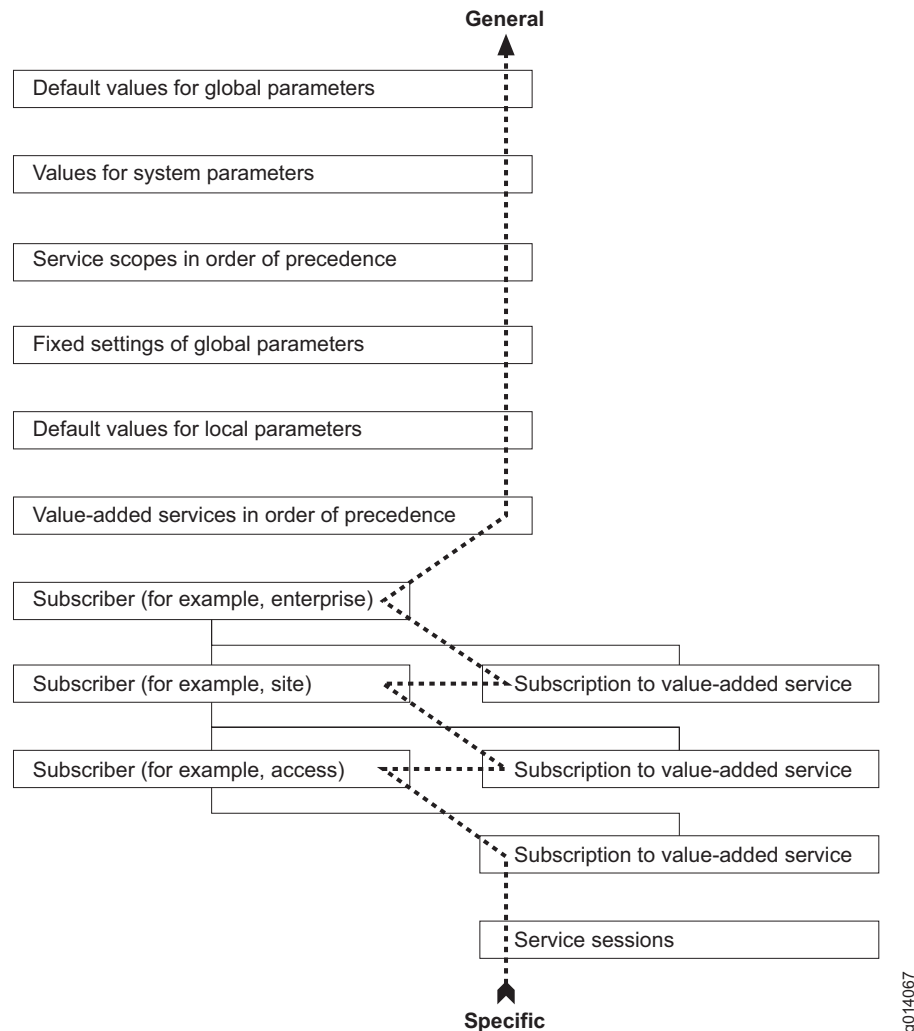 General
Default values for global parameters
Values for system parameters
Service scopes in order of precedence
Fixed settings of global parameters
Default values for local parameters
Value-added services in order of precedence
Subscriber (for example, enterprise)
Subscriber (for example, site)
Subscription to value-added service
Subscriber (for example, access)
Subscription to value-added service
Subscription to value-added service
Service sessions
Specific
g014067